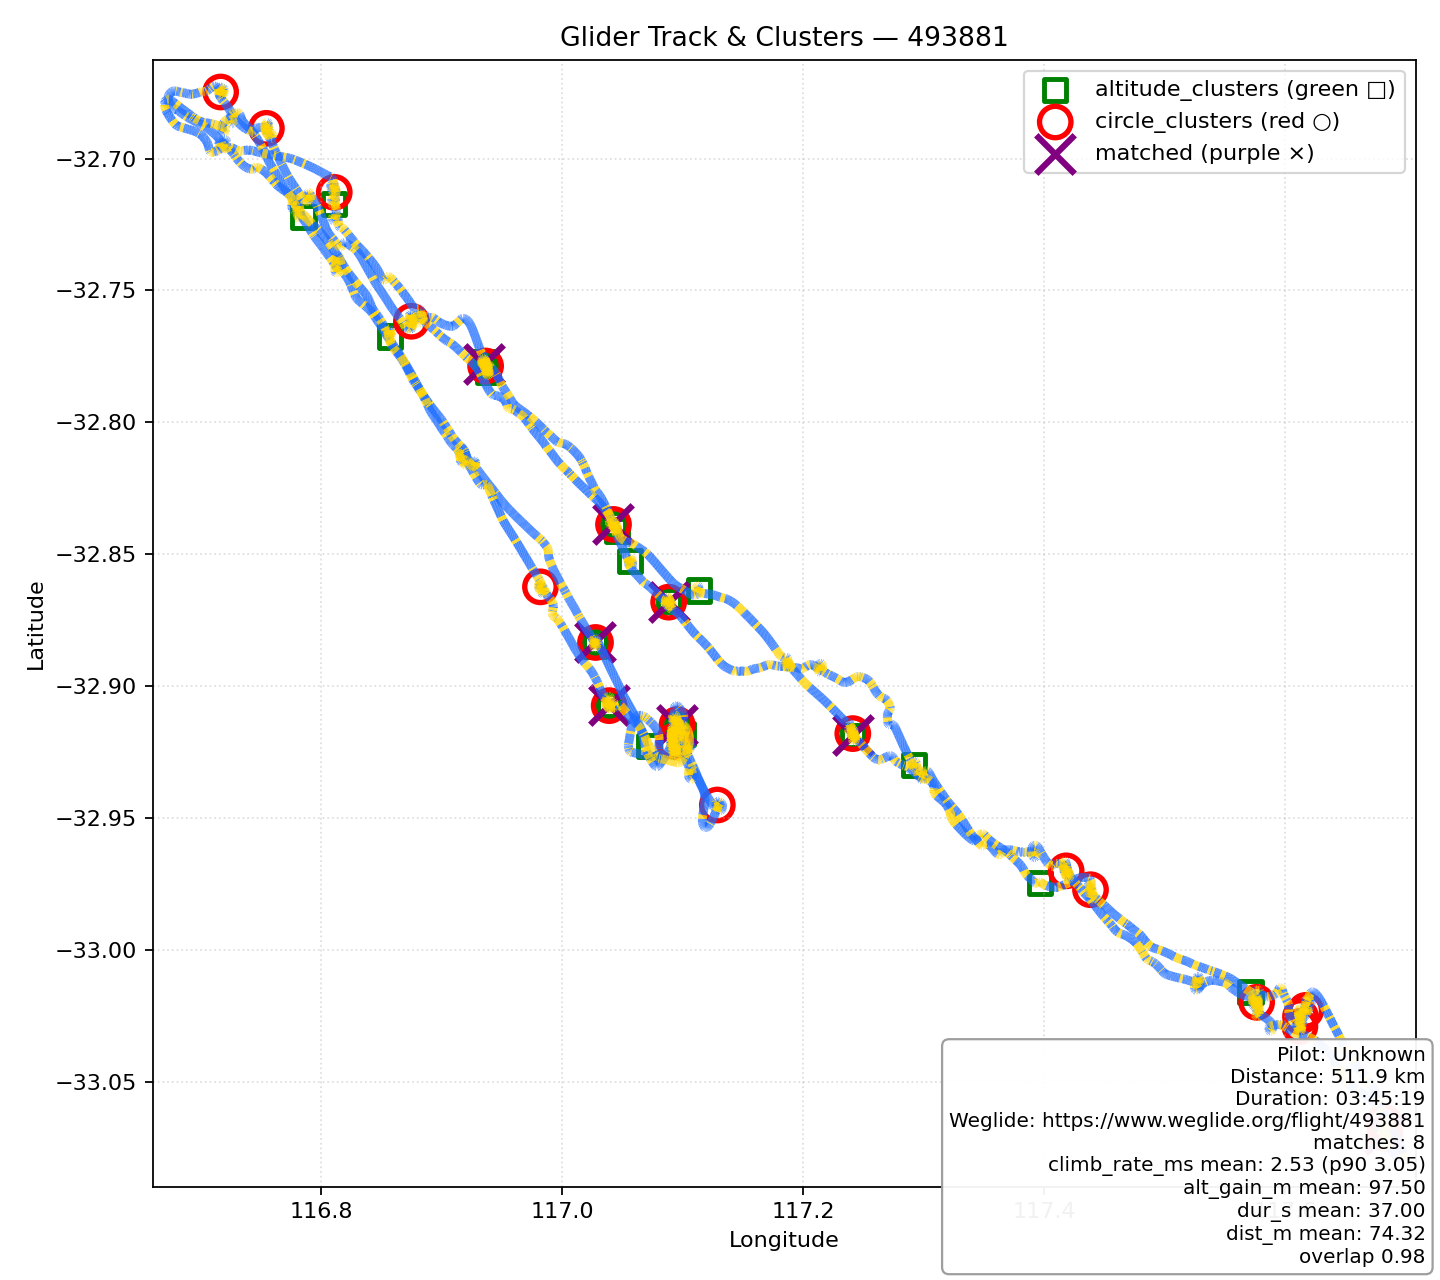 Glider Track & Clusters — 493881
altitude_clusters (green □)
circle_clusters (red ○)
matched (purple ×)
−32.70
−32.75
−32.80
−32.85
−32.90
−32.95
−33.00
−33.05
Latitude
116.8
117.0
117.2
117.4
Longitude
Pilot: Unknown
Distance: 511.9 km
Duration: 03:45:19
Weglide: https://www.weglide.org/flight/493881
matches: 8
climb_rate_ms mean: 2.53 (p90 3.05)
alt_gain_m mean: 97.50
dur_s mean: 37.00
dist_m mean: 74.32
overlap 0.98